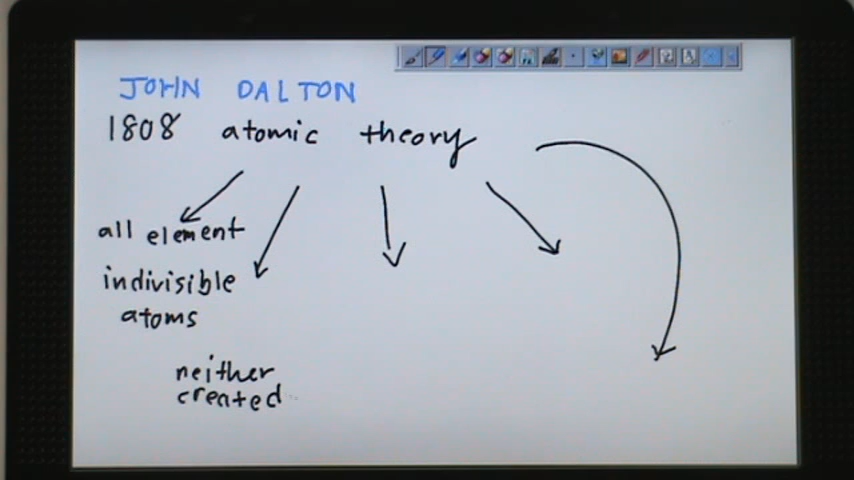 JOHN DALTON
1808 atomic theory
all element
indivisible
atoms
neither
created